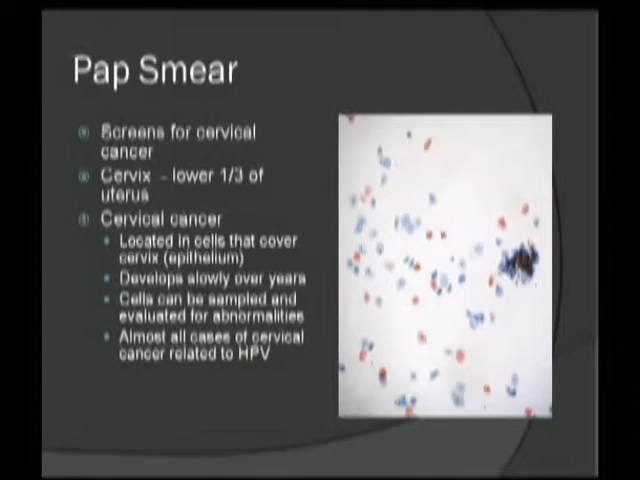 Pap Smear
Screens for cervical
cancer
Cervix - lower 1/3 of
uterus
Cervical cancer
Located in cells that cover
cervix (epithelium)
Develops slowly over years
Cells can be sampled and
evaluated for abnormalities
Almost all cases of cervical
cancer related to HPV